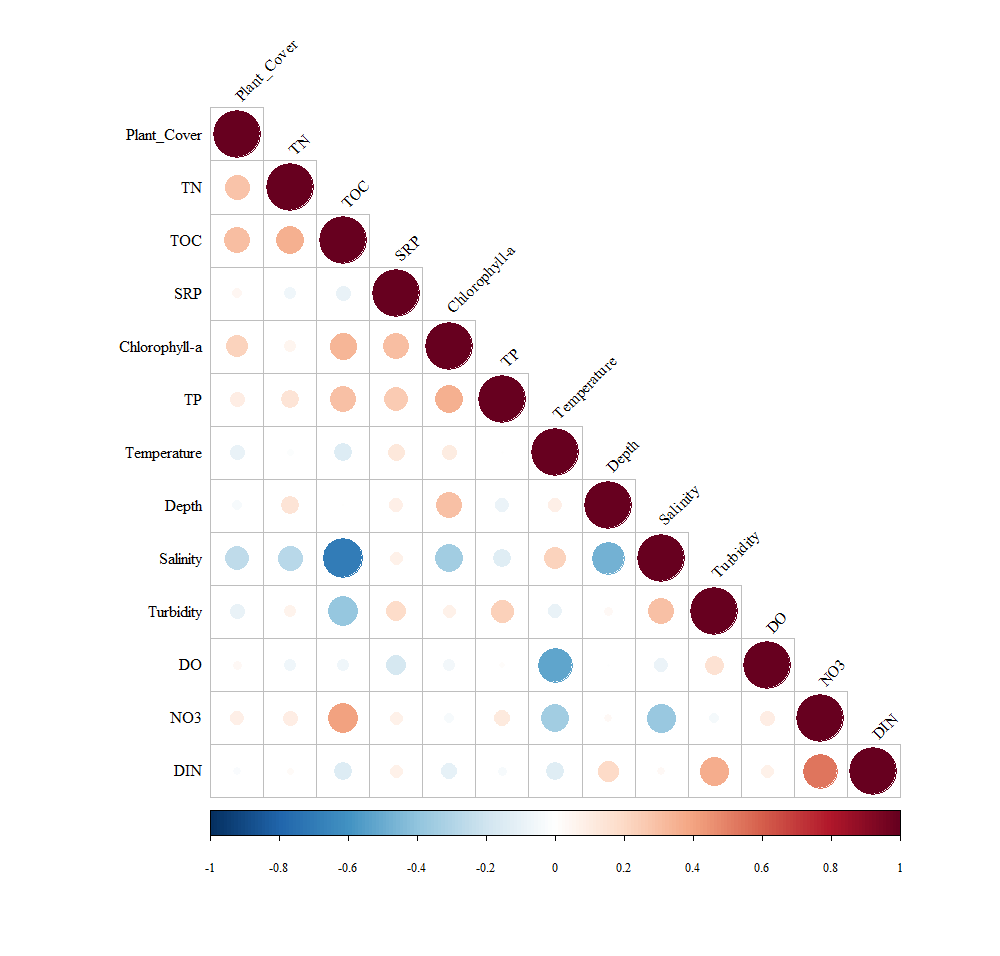 Plant_Cover
Plant_Cover
TN
TN
TOC
TOC
SRP
SRP
Chlorophyll-a
Chlorophyll-a
TP
TP
Temperature
Temperature
Depth
Depth
Salinity
Salinity
Turbidity
Turbidity
DO
DO
NO3
NO3
DIN
DIN
-1 -0.8 -0.6 -0.4 -0.2 0 0.2 0.4 0.6 0.8 1